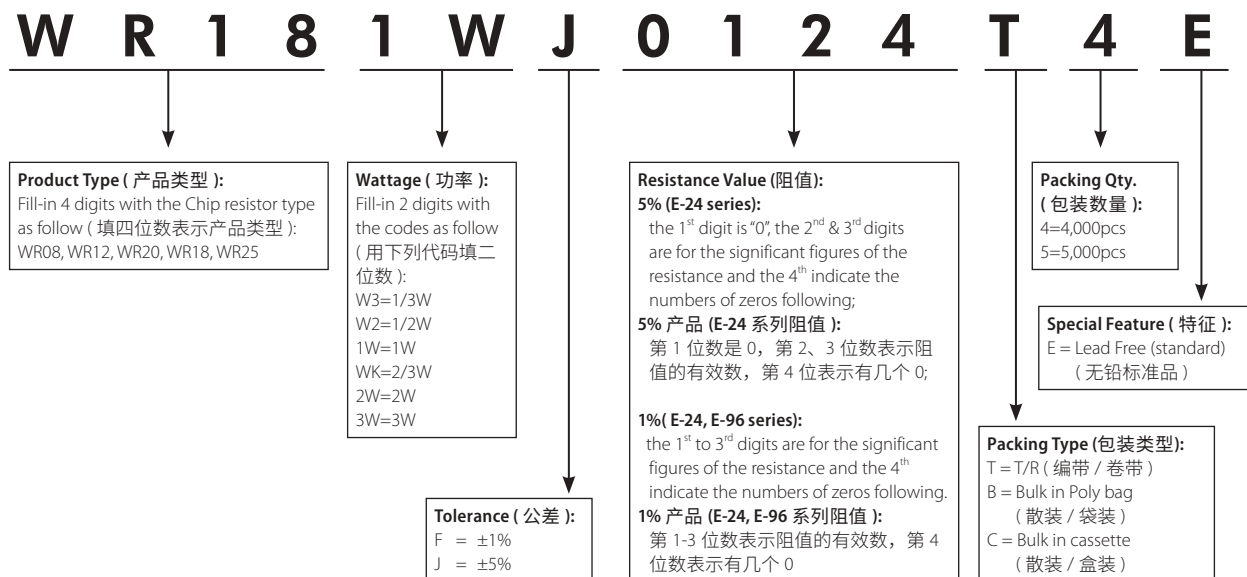 WR18 1W J 0124 T 4 E
Product Type ( 产品类型 ):
Fill-in 4 digits with the Chip resistor type
as follow ( 填四位数表示产品类型 ):
WR08, WR12, WR20, WR18, WR25
Wattage ( 功率 ):
Fill-in 2 digits with
the codes as follow
( 用下列代码填二
位数 ):
W3=1/3W
W2=1/2W
1W=1W
WK=2/3W
2W=2W
3W=3W
Tolerance ( 公差 ):
F = ±1%
J = ±5%
Resistance Value (阻值):
5% (E-24 series):
the 1st digit is “0”, the 2nd & 3rd digits
are for the significant figures of the
resistance and the 4th indicate the
numbers of zeros following;
5% 产品 (E-24 系列阻值 ):
第 1 位数是 0，第 2、3 位数表示阻
值的有效数，第 4 位表示有几个 0;
1%( E-24, E-96 series):
the 1st to 3rd digits are for the significant
figures of the resistance and the 4th
indicate the numbers of zeros following.
1% 产品 (E-24, E-96 系列阻值 ):
第 1-3 位数表示阻值的有效数，第 4
位数表示有几个 0
Packing Qty.
( 包装数量 ):
4=4,000pcs
5=5,000pcs
Special Feature ( 特征 ):
E = Lead Free (standard)
( 无铅标准品 )
Packing Type (包装类型):
T = T/R ( 编带 / 卷带 )
B = Bulk in Poly bag
( 散装 / 袋装 )
C = Bulk in cassette
( 散装 / 盒装 )